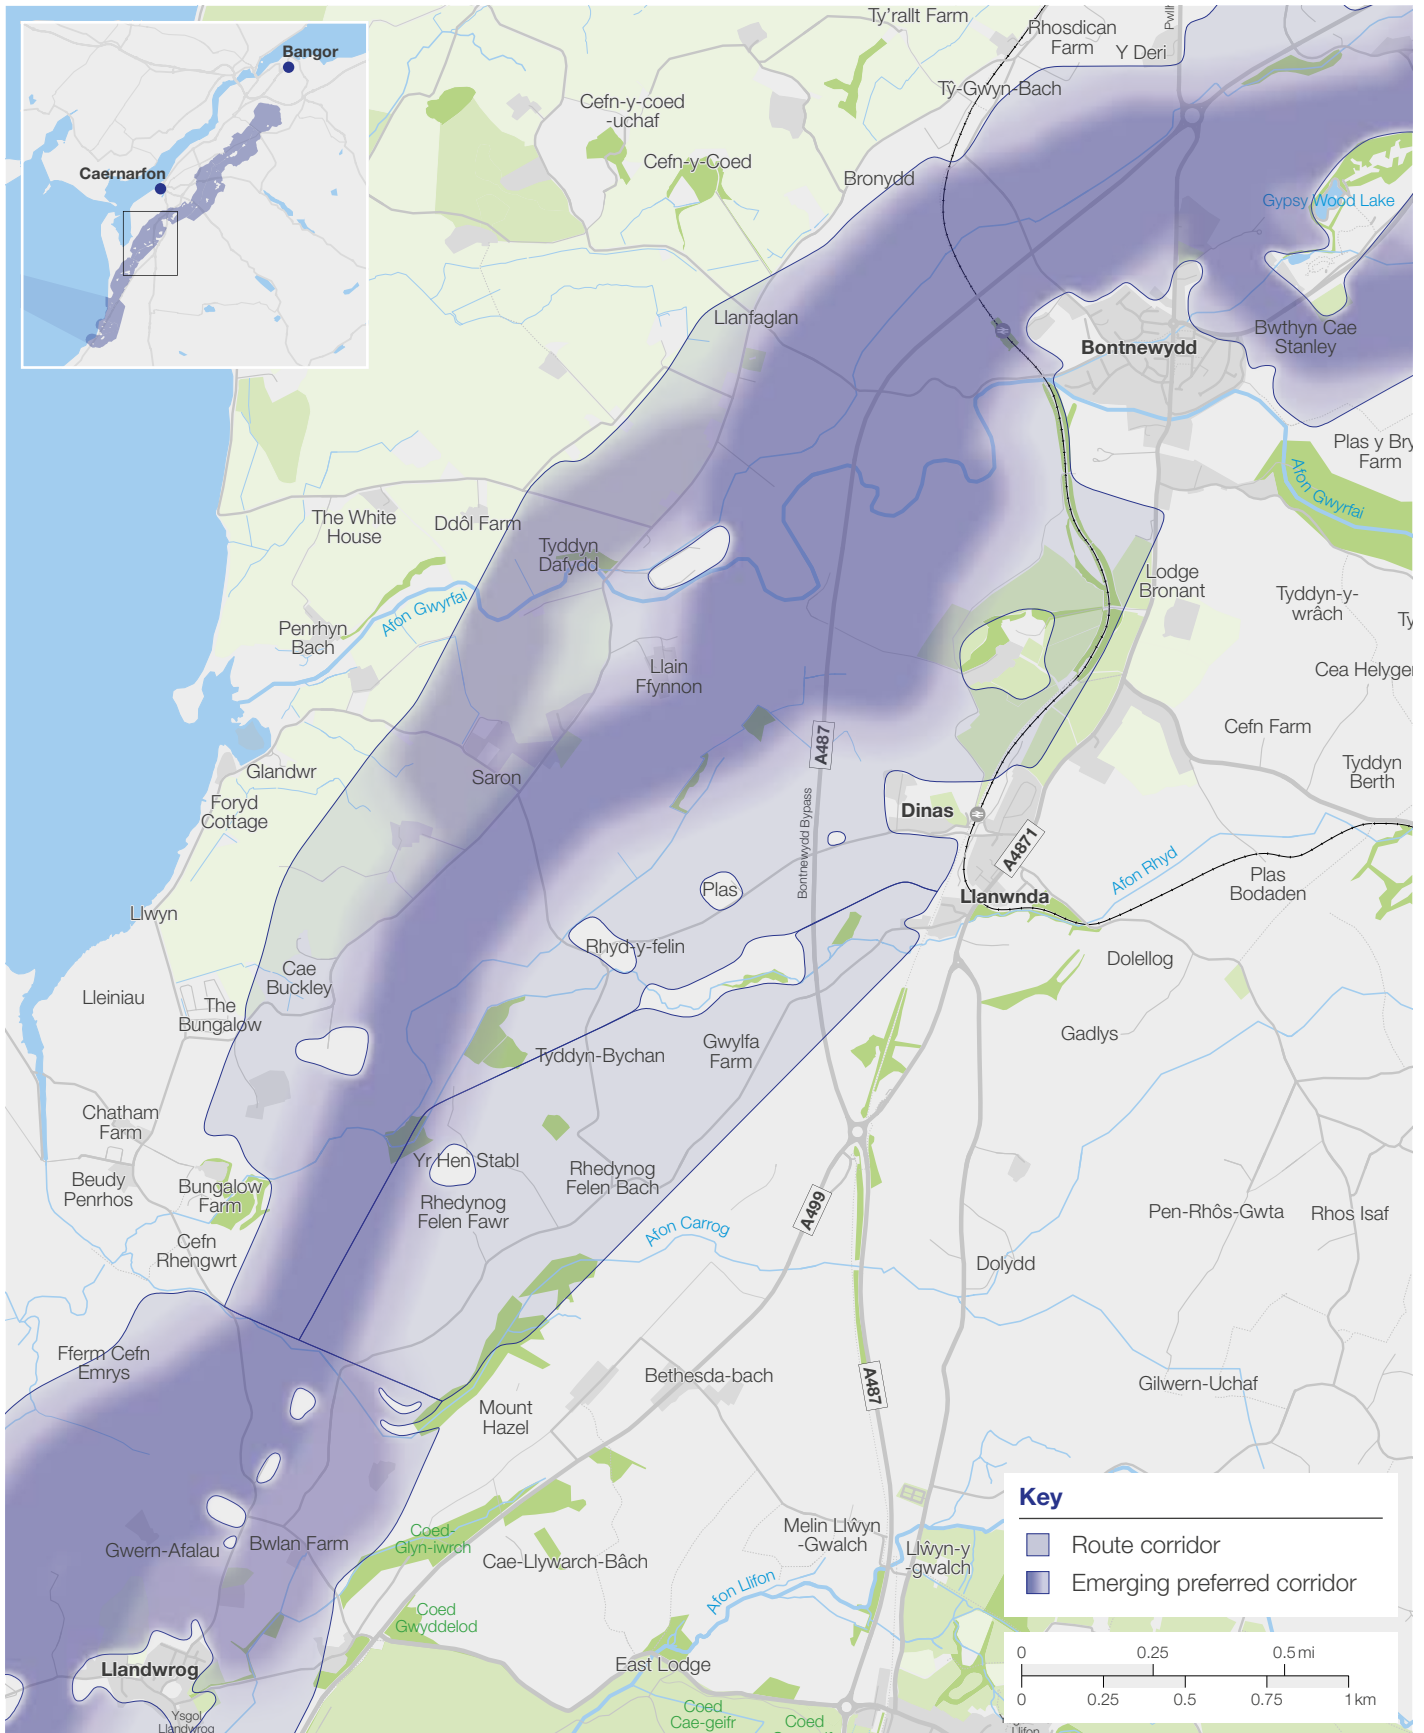 Bangor
Caernarfon
Ty'rallt Farm
Rhosdican
Farm
Y Deri
Tŷ-Gwyn-Bach
Cefn-y-coed
-uchaf
Cefn-y-Coed
Bronydd
Gypsy Wood Lake
Llanfaglan
Bontnewydd
Bwthyn Cae
Stanley
Plas y Bry
Farm
Afon Gwyrfai
The White
House
Ddôl Farm
Tyddyn
Dafydd
Lodge
Bronant
Tyddyn-y-
wrâch
Ty
Afon Gwyrfai
Penrhyn
Bach
Llain
Ffynnon
Cea Helyger
Cefn Farm
A487
Tyddyn
Berth
Saron
Glandwr
Foryd
Cottage
Bontnewydd Bypass
Dinas
A4871
Afon Rhyd
Plas
Bodaden
Plas
Llanwnda
Llwyn
Rhyd-y-felin
Dolellog
Cae
Buckley
Lleiniau
The
Bungalow
Gadlys
Gwylfa
Farm
Tyddyn-Bychan
Chatham
Farm
Yr Hen Stabl
Rhedynog
Felen Bach
Beudy
Penrhos
Bungalow
Farm
Rhedynog
Felen Fawr
A499
Pen-Rhôs-Gwta
Rhos Isaf
Afon Carrog
Cefn
Rhengwrt
Dolydd
Fferm Cefn
Emrys
Bethesda-bach
A487
Gilwern-Uchaf
Mount
Hazel
Key
Route corridor
Emerging preferred corridor
Gwern-Afalau
Bwlan Farm
Coed-
Glyn-iwrch
Cae-Llywarch-Bâch
Melin Llŵyn
-Gwalch
Llŵyn-y
-gwalch
Afon Llifon
Coed
Gwyddelod
Llandwrog
East Lodge
0
0.25
0.5 mi
0
0.25
0.5
0.75
1 km
Ysgol
Llandwrog
Coed
Cae-geifr
Coed